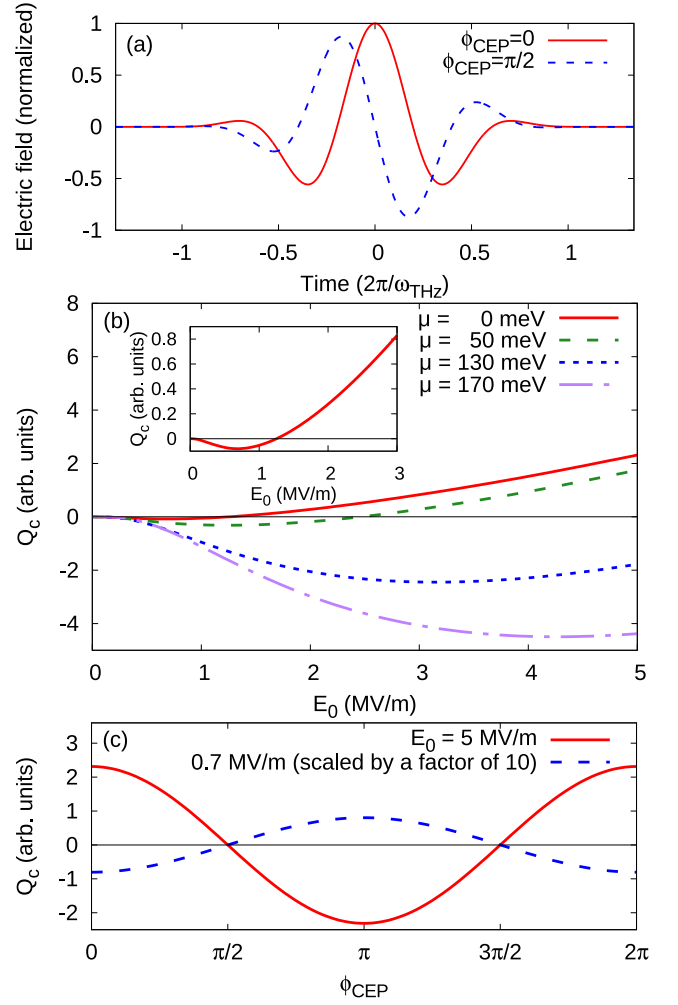 (a)
ϕCEP=0
ϕCEP=π/2
Electric field (normalized)
1
0.5
0
-0.5
-1
-1
-0.5
0
0.5
1
Time (2π/ωTHz)
(b)
μ = 0 meV
μ = 50 meV
μ = 130 meV
μ = 170 meV
Qc (arb. units)
8
6
4
2
0
-2
-4
0
1
2
3
4
5
E0 (MV/m)
Qc (arb. units)
0.8
0.6
0.4
0.2
0
0
1
2
3
E0 (MV/m)
(c)
E0 = 5 MV/m
0.7 MV/m (scaled by a factor of 10)
Qc (arb. units)
3
2
1
0
-1
-2
0
π/2
π
3π/2
2π
ϕCEP